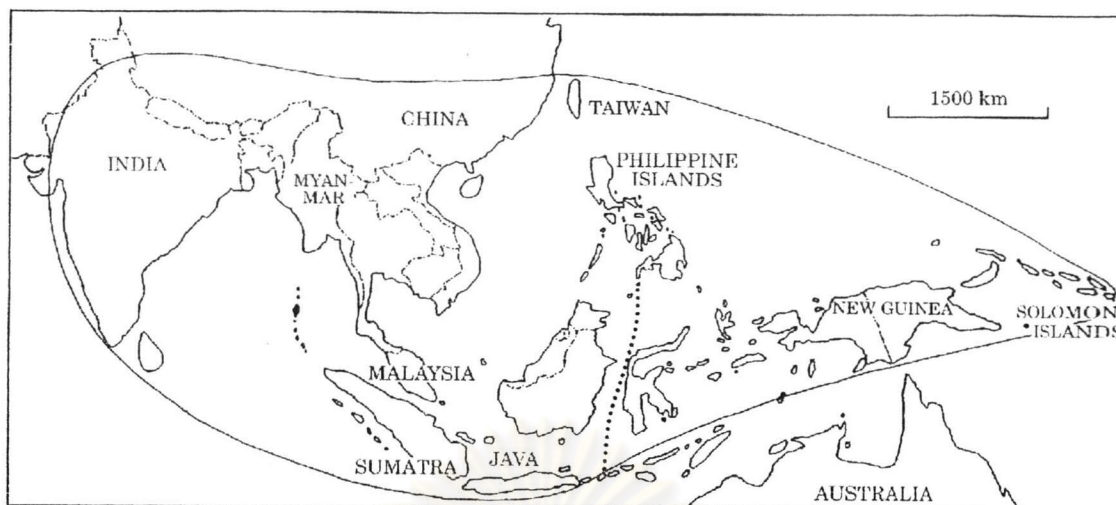 1500 km
TAIWAN
CHINA
INDIA
MYAN-
MAR
PHILIPPINE
ISLANDS
NEW GUINEA
SOLOMON
ISLANDS
MALAYSIA
SUMATRA
JAVA
AUSTRALIA